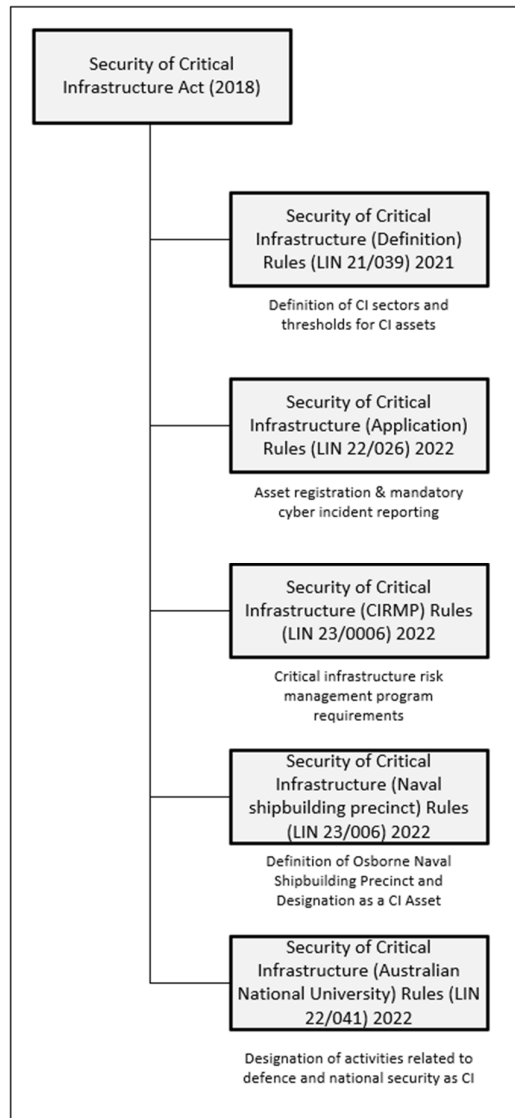 Security of Critical
Infrastructure Act (2018)
Security of Critical
Infrastructure (Definition)
Rules (LIN 21/039) 2021
Definition of CI sectors and
thresholds for CI assets
Security of Critical
Infrastructure (Application)
Rules (LIN 22/026) 2022
Asset registration & mandatory
cyber incident reporting
Security of Critical
Infrastructure (CIRMP) Rules
(LIN 23/0006) 2022
Critical infrastructure risk
management program
requirements
Security of Critical
Infrastructure (Naval
shipbuilding precinct) Rules
(LIN 23/006) 2022
Definition of Osborne Naval
Shipbuilding Precinct and
Designation as a CI Asset
Security of Critical
Infrastructure (Australian
National University) Rules (LIN
22/041) 2022
Designation of activities related to
defence and national security as CI